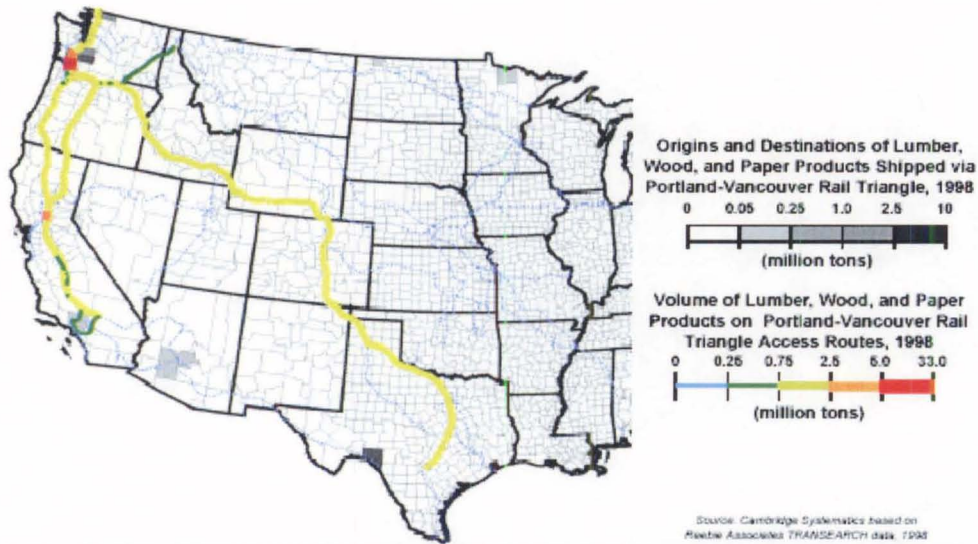 Origins and Destinations of Lumber,
Wood, and Paper Products Shipped via
Portland-Vancouver Rail Triangle, 1998
0 0.05 0.25 1.0 2.5 10
(million tons)
Volume of Lumber, Wood, and Paper
Products on Portland-Vancouver Rail
Triangle Access Routes, 1998
0 0.25 0.75 2.5 5.0 33.0
(million tons)
Source: Cambridge Systematics based on
Reebie Associates TRANSEARCH data, 1998